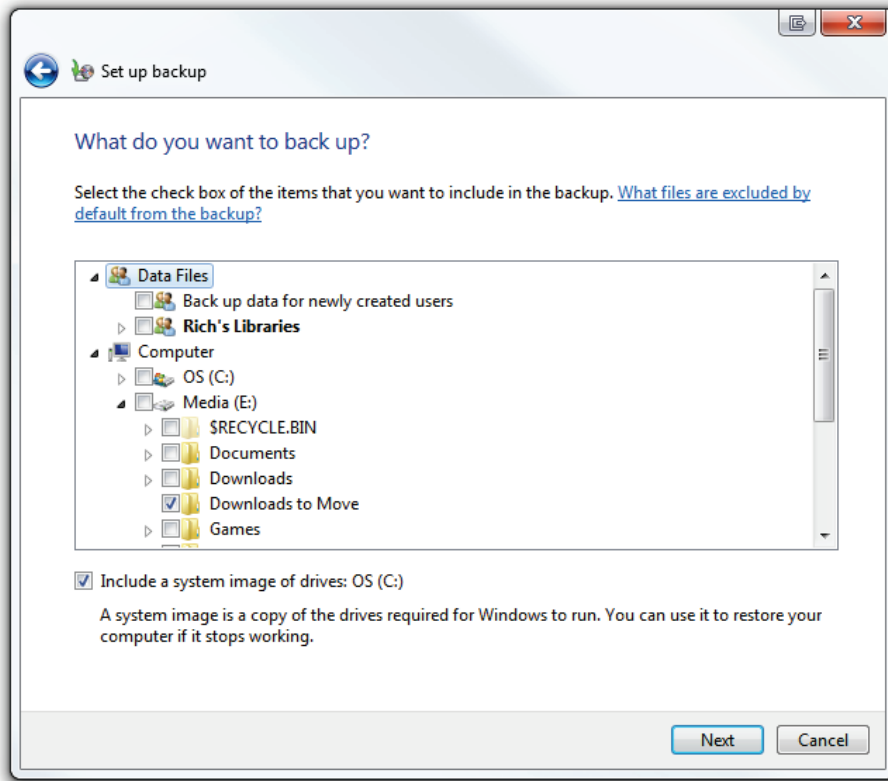 Set up backup
What do you want to back up?
Select the check box of the items that you want to include in the backup. What files are excluded by
default from the backup?
Data Files
Back up data for newly created users
Rich's Libraries
Computer
OS (C:)
Media (E:)
$RECYCLE.BIN
Documents
Downloads
Downloads to Move
Games
Include a system image of drives: OS (C:)
A system image is a copy of the drives required for Windows to run. You can use it to restore your
computer if it stops working.
Next Cancel